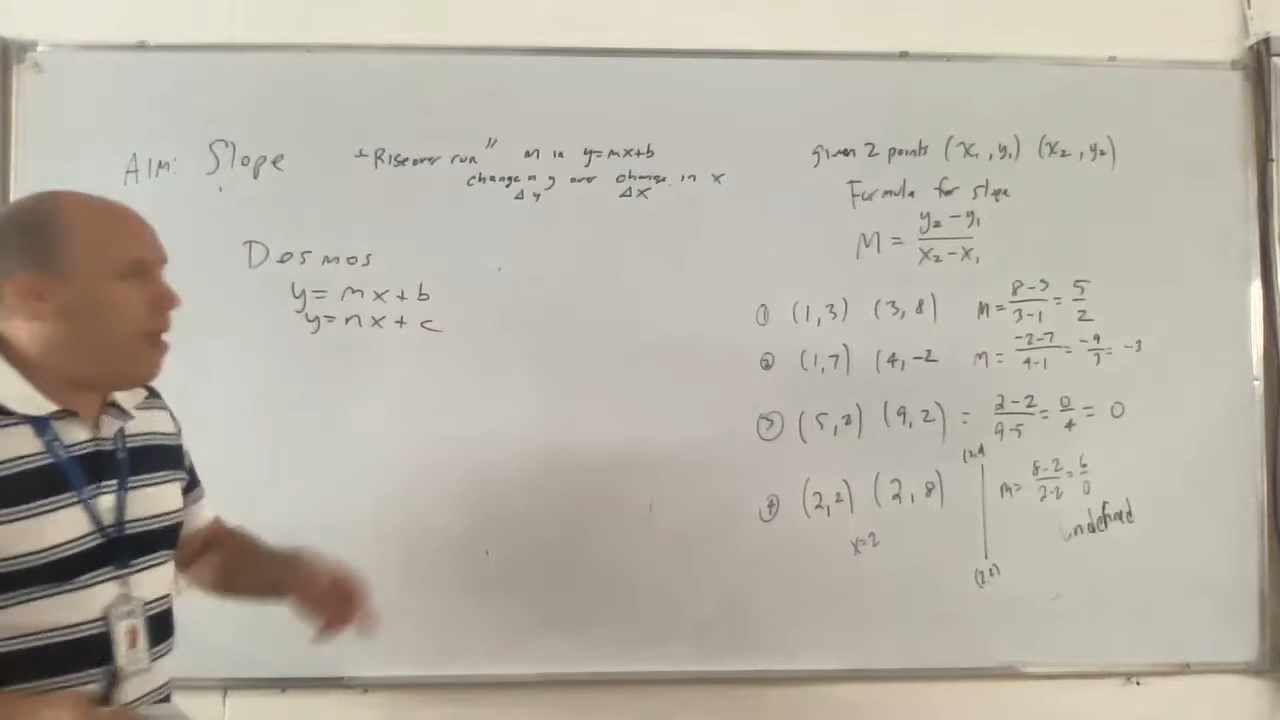 AIM: Slope
"Rise over run" m in y=mx+b
change in y over change in x
Δy Δx
Desmos
y= mx+b
y=nx+c
given 2 points (x₁,y₁) (x₂,y₂)
Formula for slope
M = y₂-y₁ / x₂-x₁
① (1,3) (3,8) M= 8-3/3-1 = 5/2
② (1,7) (4,-2 M= -2-7/4-1 = -9/3 = -3
③ (5,2) (9,2) = 2-2/9-5 = 0/4 = 0
④ (2,2) (2,8) m= 8-2/2-2 = 6/0
undefined
x=2
(2,2)